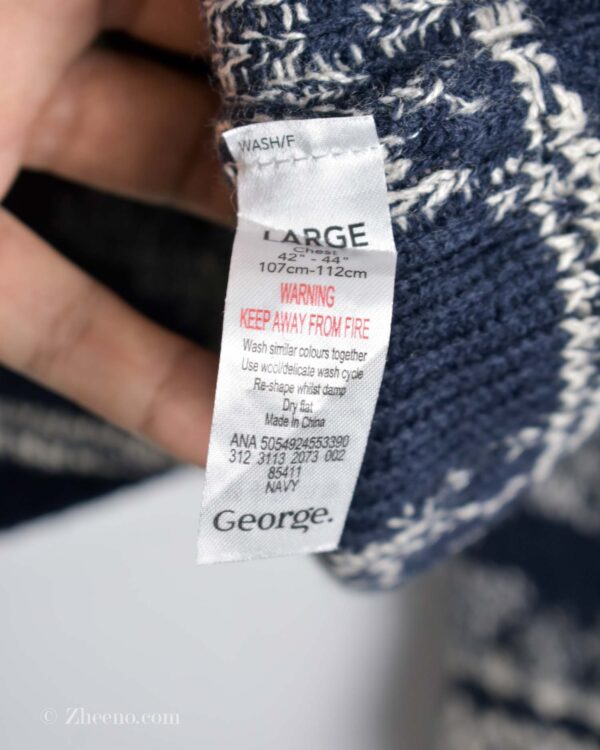 WASH/F
LARGE
Chest
42" - 44"
107cm-112cm
WARNING
KEEP AWAY FROM FIRE
Wash similar colours together
Use wool/delicate wash cycle
Re-shape whilst damp
Dry flat
Made In China
ANA 5054924553390
312 3113 2073 002
85411
NAVY
George.
© Zheeno.com